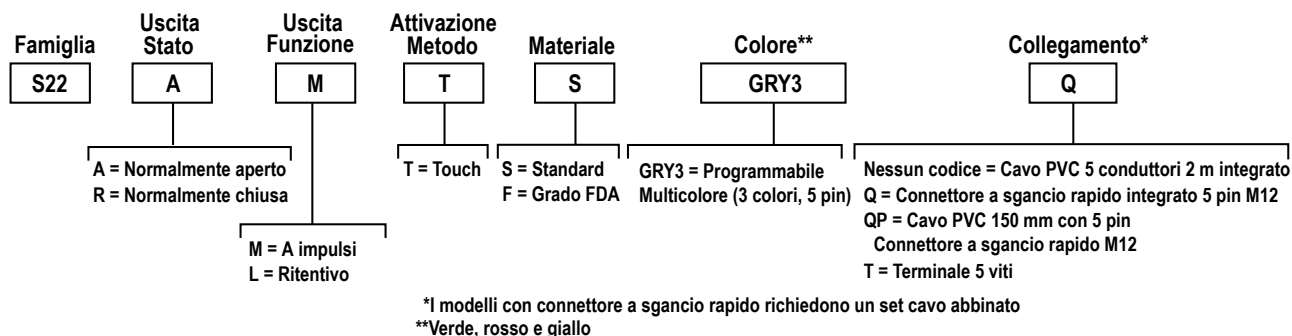 Famiglia
S22
Uscita
Stato
A
A = Normalmente aperto
R = Normalmente chiusa
Uscita
Funzione
M
M = A impulsi
L = Ritentivo
Attivazione
Metodo
T
T = Touch
Materiale
S
S = Standard
F = Grado FDA
Colore**
GRY3
GRY3 = Programmabile
Multicolore (3 colori, 5 pin)
Collegamento*
Q
Nessun codice = Cavo PVC 5 conduttori 2 m integrato
Q = Connettore a sgancio rapido integrato 5 pin M12
QP = Cavo PVC 150 mm con 5 pin
Connettore a sgancio rapido M12
T = Terminale 5 viti
*I modelli con connettore a sgancio rapido richiedono un set cavo abbinato
**Verde, rosso e giallo